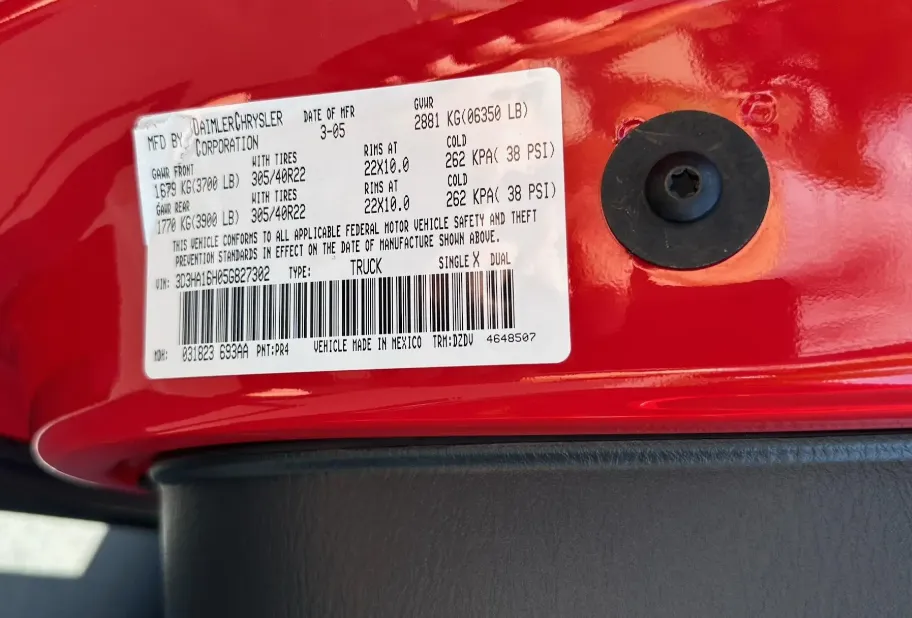 MFD BY DAIMLERCHRYSLER CORPORATION DATE OF MFR 3-05 GVWR 2881 KG(06350 LB)
GAWR FRONT WITH TIRES RIMS AT COLD
1679 KG(3700 LB) 305/40R22 22X10.0 262 KPA( 38 PSI)
GAWR REAR WITH TIRES RIMS AT COLD
1770 KG(3900 LB) 305/40R22 22X10.0 262 KPA( 38 PSI)
THIS VEHICLE CONFORMS TO ALL APPLICABLE FEDERAL MOTOR VEHICLE SAFETY AND THEFT
PREVENTION STANDARDS IN EFFECT ON THE DATE OF MANUFACTURE SHOWN ABOVE.
VIN: 3D3HA16H05G827302 TYPE: TRUCK SINGLE X DUAL
MDH: 031823 693AA PNT:PR4 VEHICLE MADE IN MEXICO TRM:DZDV 4648507